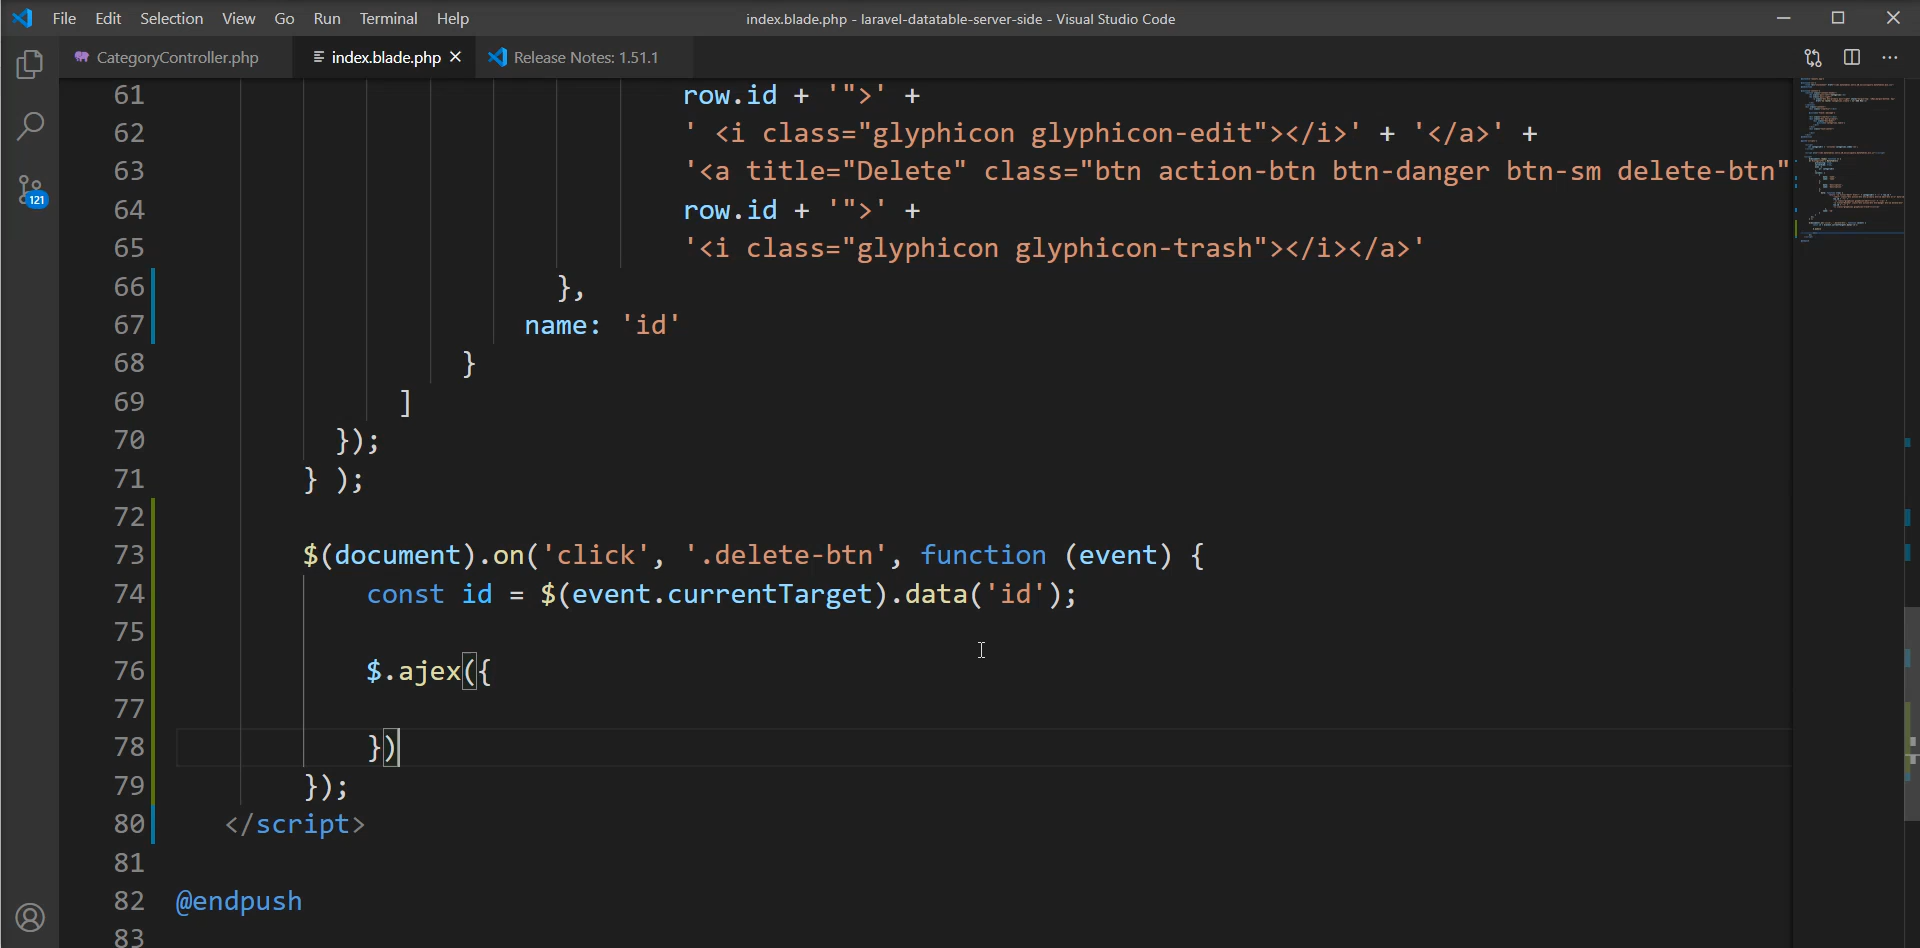 File Edit Selection View Go Run Terminal Help
index.blade.php - laravel-datatable-server-side - Visual Studio Code
CategoryController.php
index.blade.php
Release Notes: 1.51.1
61 row.id + '">' +
62 ' <i class="glyphicon glyphicon-edit"></i>' + '</a>' +
63 '<a title="Delete" class="btn action-btn btn-danger btn-sm delete-btn"
64 row.id + '">' +
65 '<i class="glyphicon glyphicon-trash"></i></a>'
66 },
67 name: 'id'
68 }
69 ]
70 });
71 } );
72
73 $(document).on('click', '.delete-btn', function (event) {
74 const id = $(event.currentTarget).data('id');
75
76 $.ajex({
77
78 })
79 });
80 </script>
81
82 @endpush
83
121